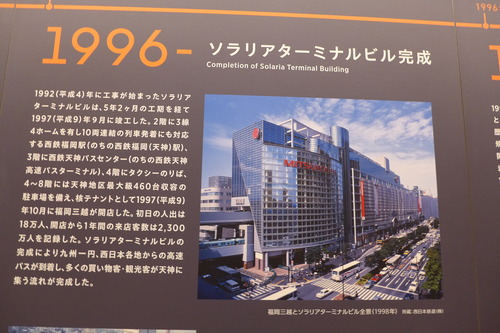 1996
1996-
ソラリアターミナルビル完成
Completion of Solaria Terminal Building
1992(平成4)年に工事が始まったソラリア
ターミナルビルは、5年2ヶ月の工期を経て
1997(平成9)年9月に竣工した。2階に3線
4ホームを有し10両連結の列車発着にも対応
する西鉄福岡駅(のちの西鉄福岡(天神)駅)、
3階に西鉄天神バスセンター(のちの西鉄天神
高速バスターミナル)、4階にタクシーのりば、
4〜8階には天神地区最大級460台収容の
駐車場を備え、核テナントとして1997(平成9)
年10月に福岡三越が開店した。初日の人出は
18万人、開店から1年間の来店者数は2,300
万人を記録した。ソラリアターミナルビルの
完成により九州一円、西日本各地からの高速
バスが到着し、多くの買い物客・観光客が天神に
集う流れが完成した。
福岡三越とソラリアターミナルビル全景(1998年) 所蔵:西日本鉄道(株)